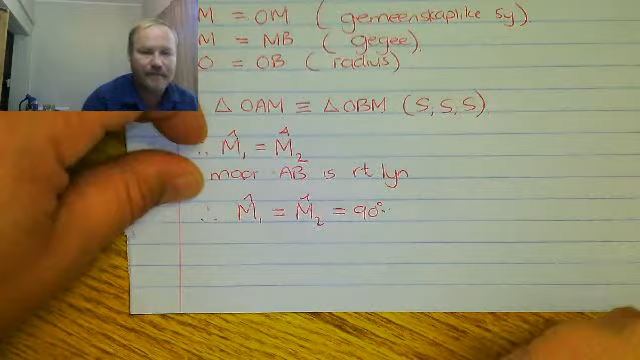 M = OM (gemeenskaplike sy)
M = MB (gegee)
O = OB (radius)
△OAM ≡ △OBM (S,S,S)
∴ M̂₁ = M̂₂
maar AB is rt lyn
∴ M̂₁ = M̂₂ = 90°